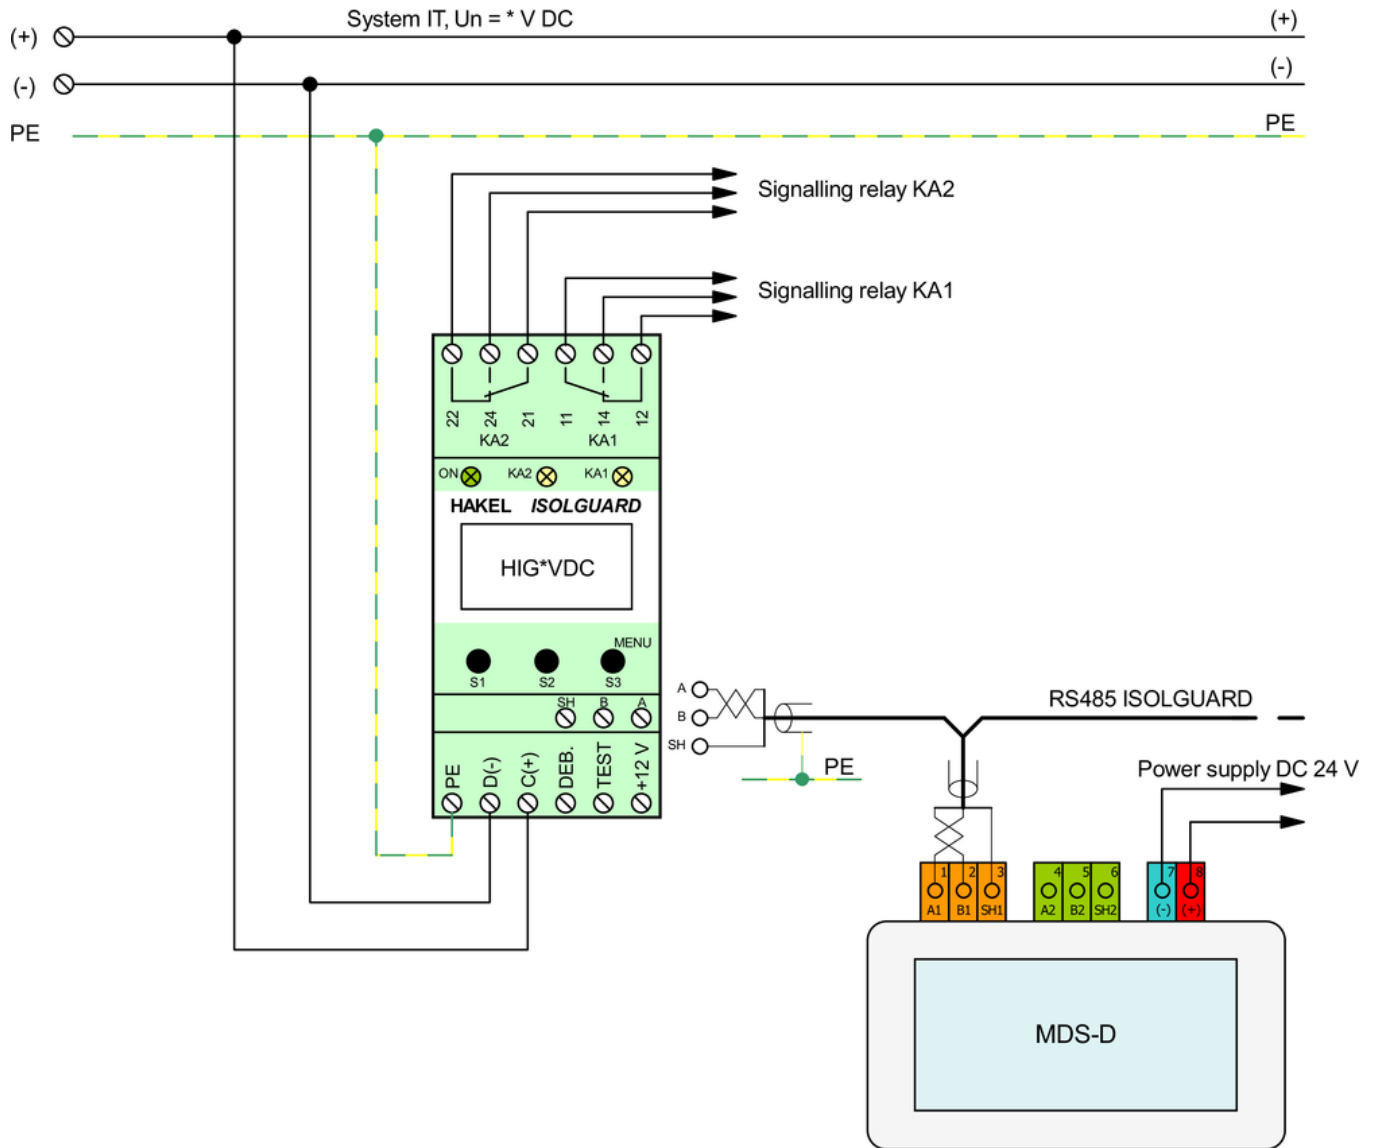 System IT, Un = * V DC
(+) (+)
(-) (-)
PE PE
Signalling relay KA2
Signalling relay KA1
22 24 21 11 14 12
KA2 KA1
ON KA2 KA1
HAKEL ISOLGUARD
HIG*VDC
MENU
S1 S2 S3
SH B A
PE D(-) C(+) DEB. TEST +12 V
A
B
SH
PE
RS485 ISOLGUARD
Power supply DC 24 V
1 2 3 4 5 6 7 8
A1 B1 SH1 A2 B2 SH2 (-) (+)
MDS-D